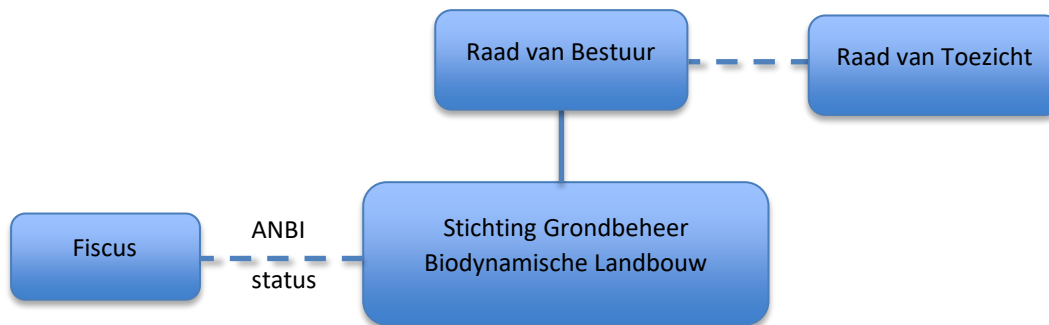 Raad van Bestuur
Raad van Toezicht
Fiscus
ANBI
status
Stichting Grondbeheer
Biodynamische Landbouw